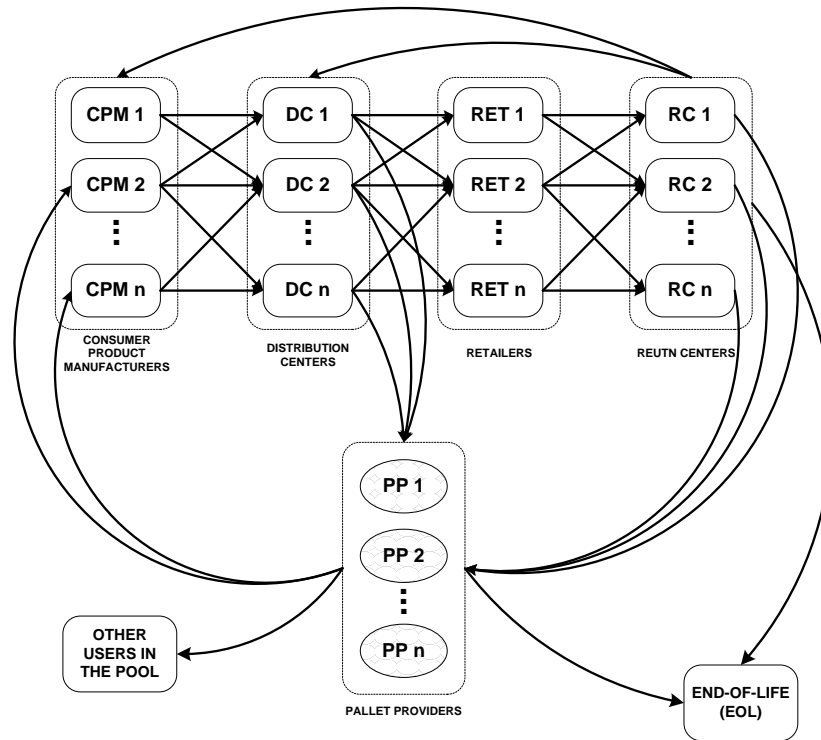 CPM 1
DC 1
RET 1
RC 1
CPM 2
DC 2
RET 2
RC 2
CPM n
DC n
RET n
RC n
CONSUMER
PRODUCT
MANUFACTURERS
DISTRIBUTION
CENTERS
RETAILERS
REUTN CENTERS
PP 1
PP 2
PP n
PALLET PROVIDERS
OTHER
USERS IN
THE POOL
END-OF-LIFE
(EOL)